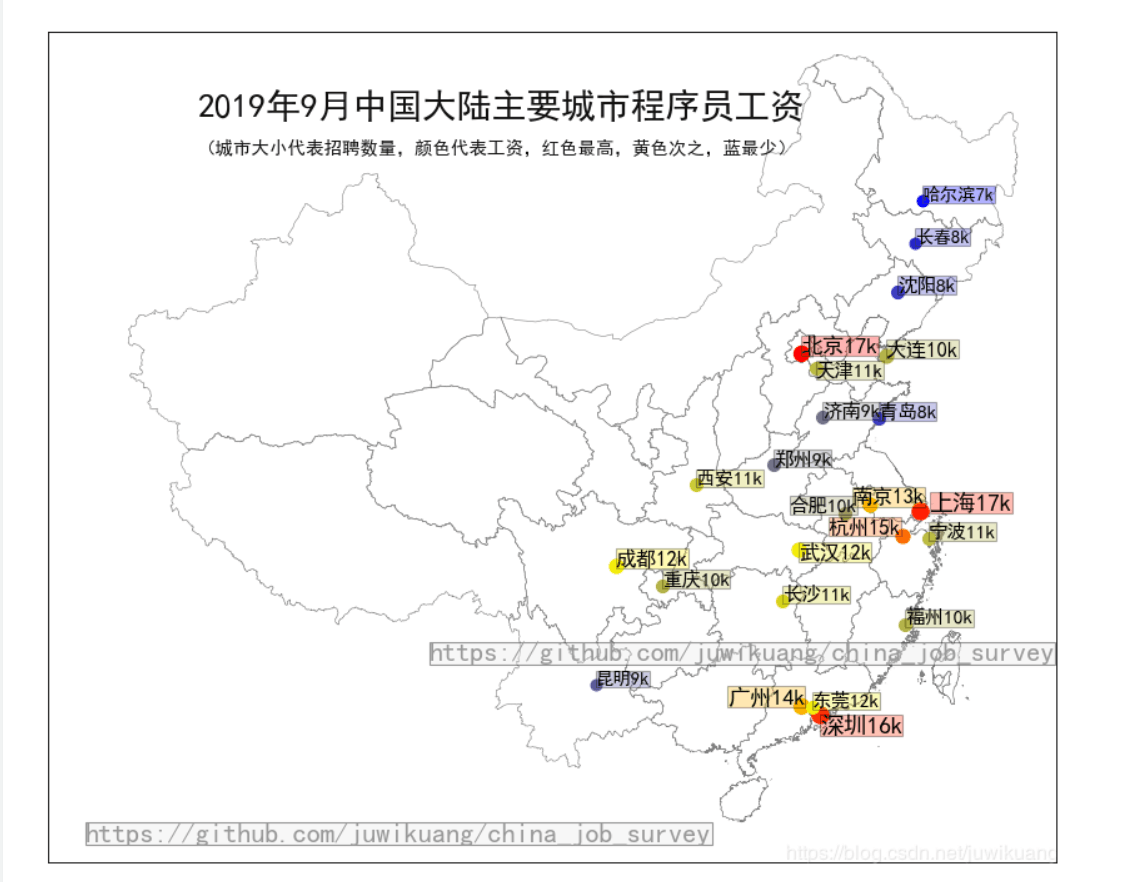 2019年9月中国大陆主要城市程序员工资
（城市大小代表招聘数量，颜色代表工资，红色最高，黄色次之，蓝最少）
哈尔滨7k
长春8k
沈阳8k
北京17k
大连10k
天津11k
济南9k
青岛8k
郑州9k
西安11k
南京13k
合肥10k
上海17k
杭州15k
宁波11k
武汉12k
成都12k
重庆10k
长沙11k
福州10k
https://github.com/juwikuang/china_job_survey
昆明9k
广州14k
东莞12k
深圳16k
https://github.com/juwikuang/china_job_survey
https://blog.csdn.net/juwikuang